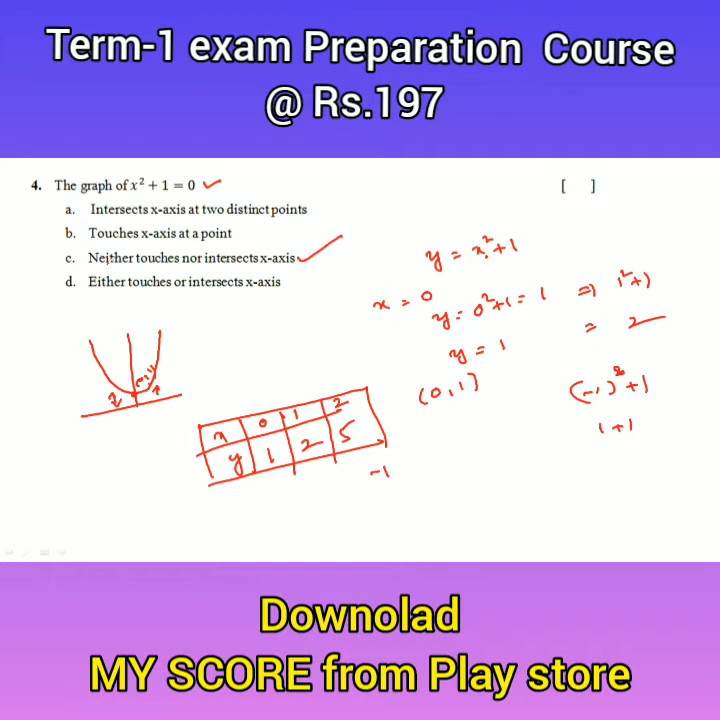 Term-1 exam Preparation Course
@ Rs.197
4. The graph of x² + 1 = 0 [ ]
a. Intersects x-axis at two distinct points
b. Touches x-axis at a point
c. Neither touches nor intersects x-axis
d. Either touches or intersects x-axis
y = x² + 1
x = 0
y = 0² + 1 = 1 ⇒ 1² + 1
= 2
y = 1
(0, 1)
(-1)² + 1
1 + 1
x 0 1 2
y 1 2 5
-1
Downolad
MY SCORE from Play store